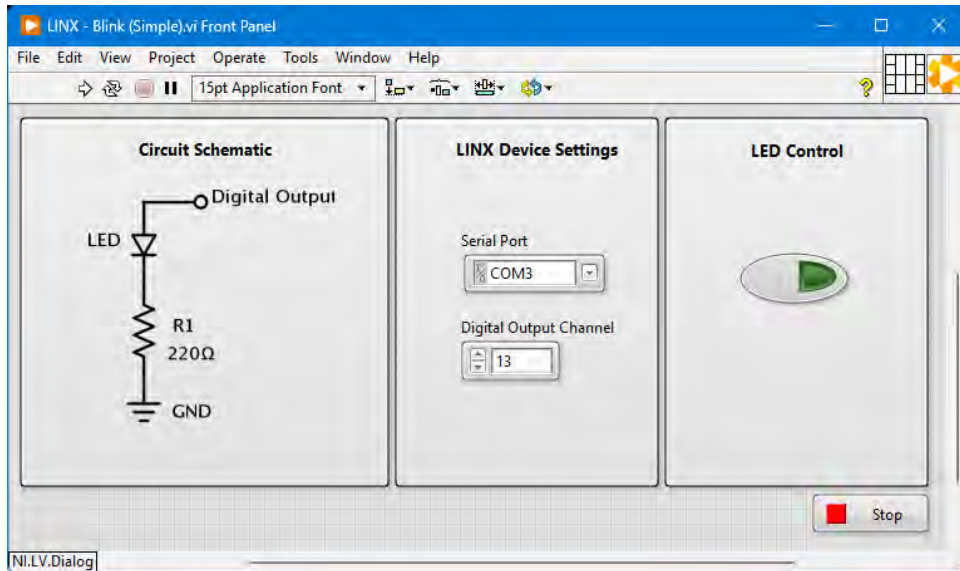 LINX - Blink (Simple).vi Front Panel
File Edit View Project Operate Tools Window Help
15pt Application Font
Circuit Schematic
Digital Output
LED
R1
220Ω
GND
LINX Device Settings
Serial Port
COM3
Digital Output Channel
13
LED Control
Stop
NI.LV.Dialog